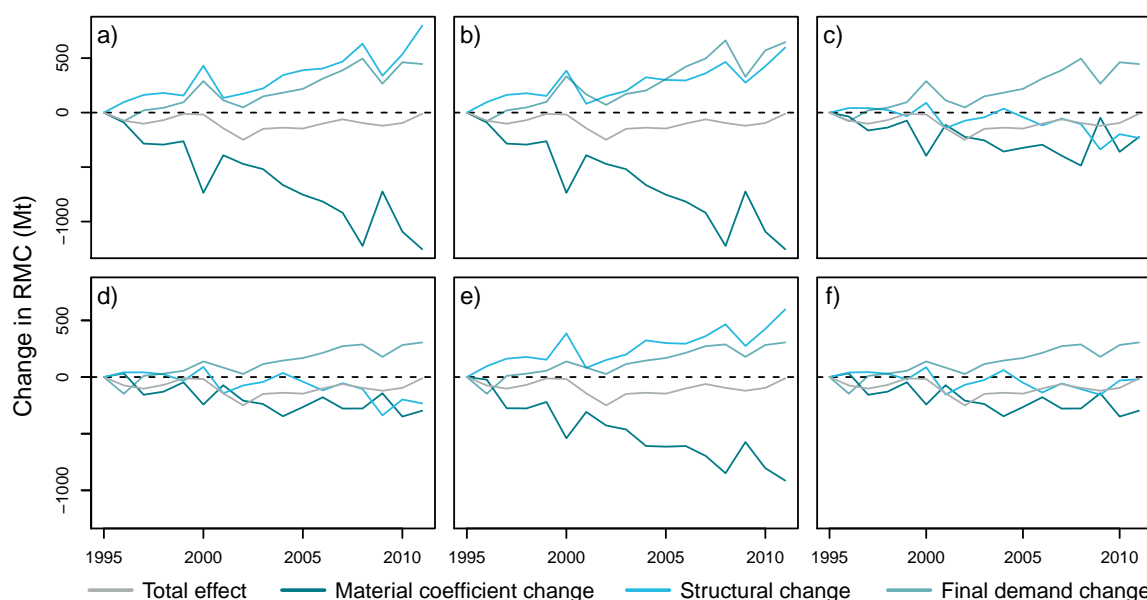 a)
b)
c)
500
0
−1000
Change in RMC (Mt)
d)
e)
f)
500
0
−1000
1995 2000 2005 2010 1995 2000 2005 2010 1995 2000 2005 2010
Total effect Material coefficient change Structural change Final demand change